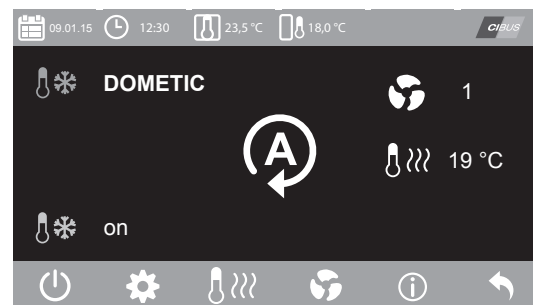 09.01.15 12:30 23,5 °C 18,0 °C CIBUS
DOMETIC 1
A
19 °C
on